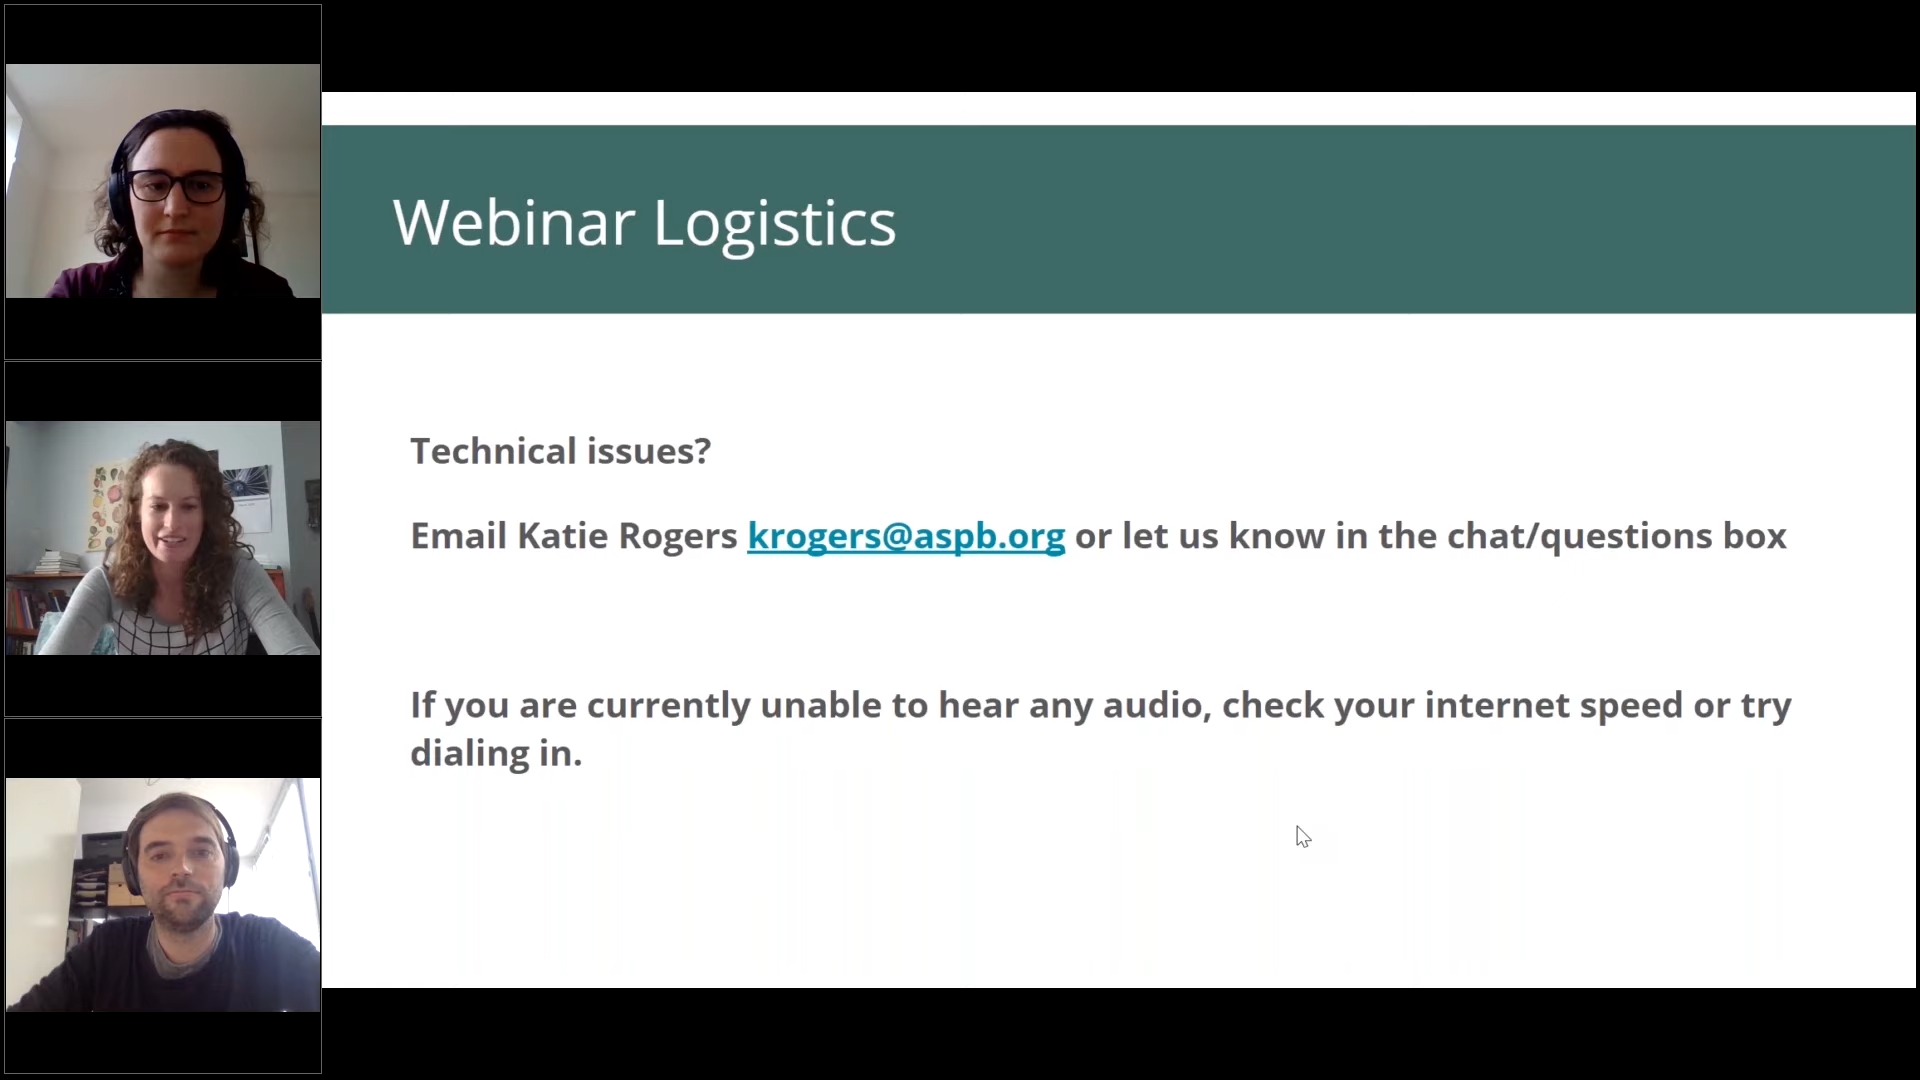 Webinar Logistics
Technical issues?
Email Katie Rogers krogers@aspb.org or let us know in the chat/questions box
If you are currently unable to hear any audio, check your internet speed or try
dialing in.